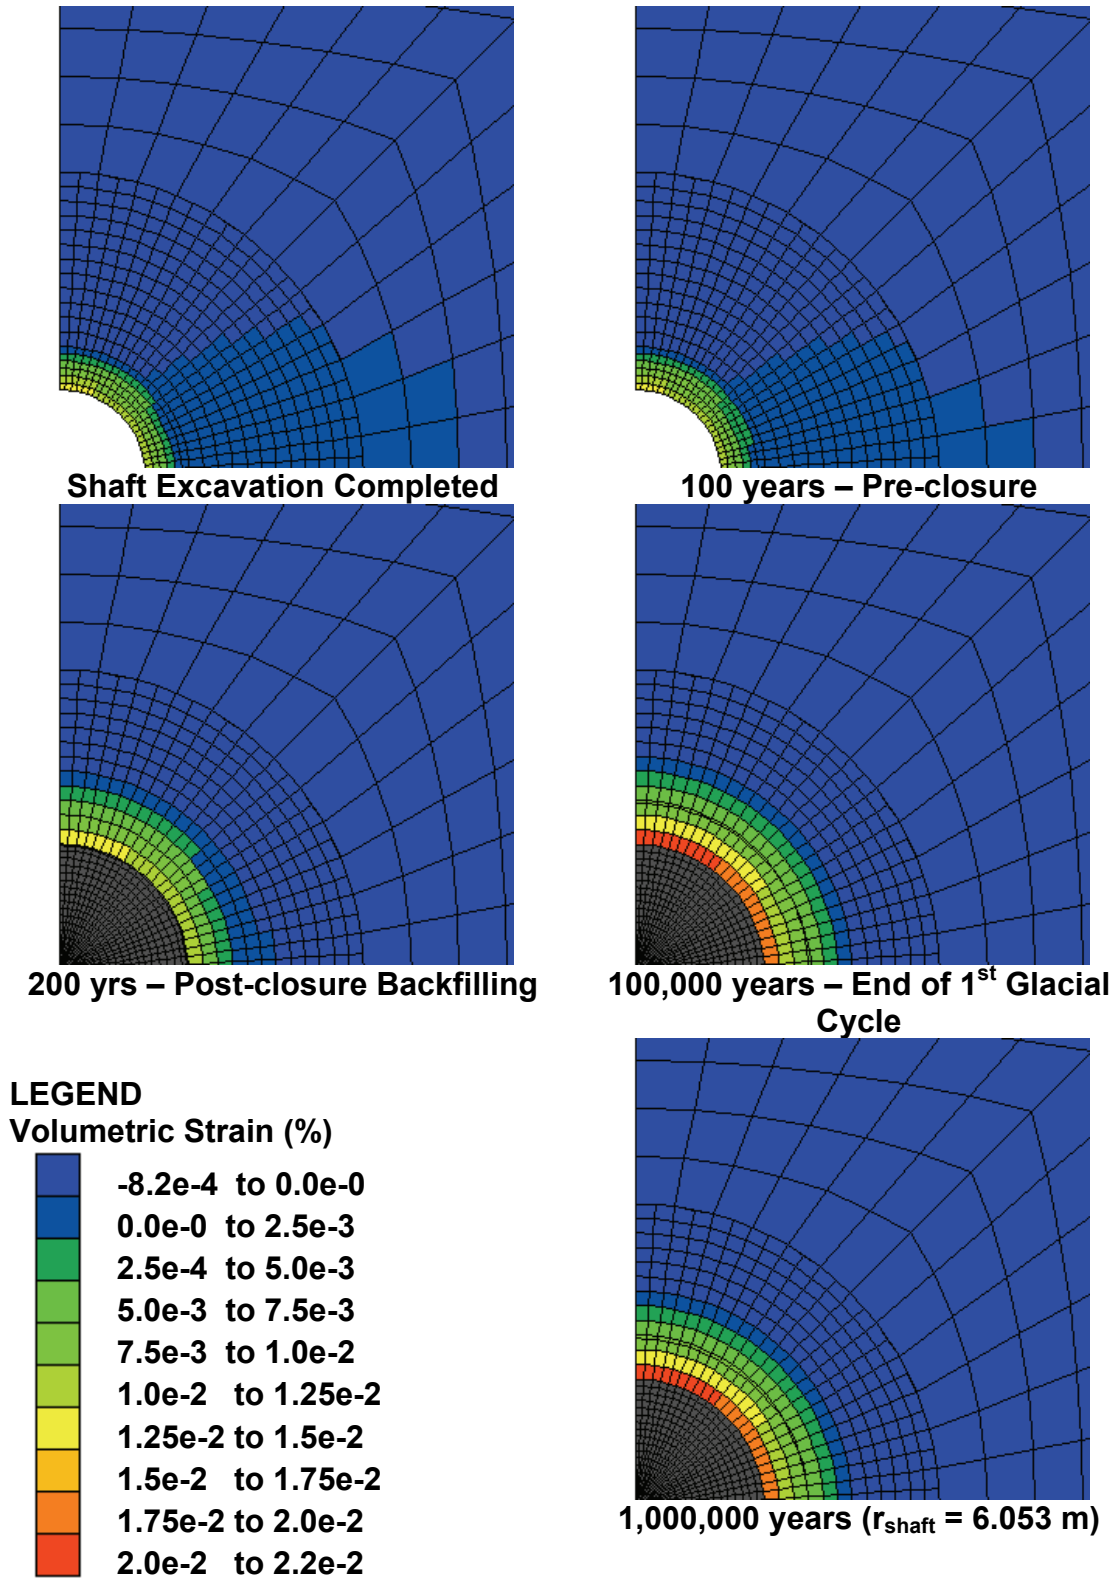 Shaft Excavation Completed
100 years – Pre-closure
200 yrs – Post-closure Backfilling
100,000 years – End of 1st Glacial
Cycle
LEGEND
Volumetric Strain (%)
-8.2e-4 to 0.0e-0
0.0e-0 to 2.5e-3
2.5e-4 to 5.0e-3
5.0e-3 to 7.5e-3
7.5e-3 to 1.0e-2
1.0e-2 to 1.25e-2
1.25e-2 to 1.5e-2
1.5e-2 to 1.75e-2
1.75e-2 to 2.0e-2
2.0e-2 to 2.2e-2
1,000,000 years (rshaft = 6.053 m)